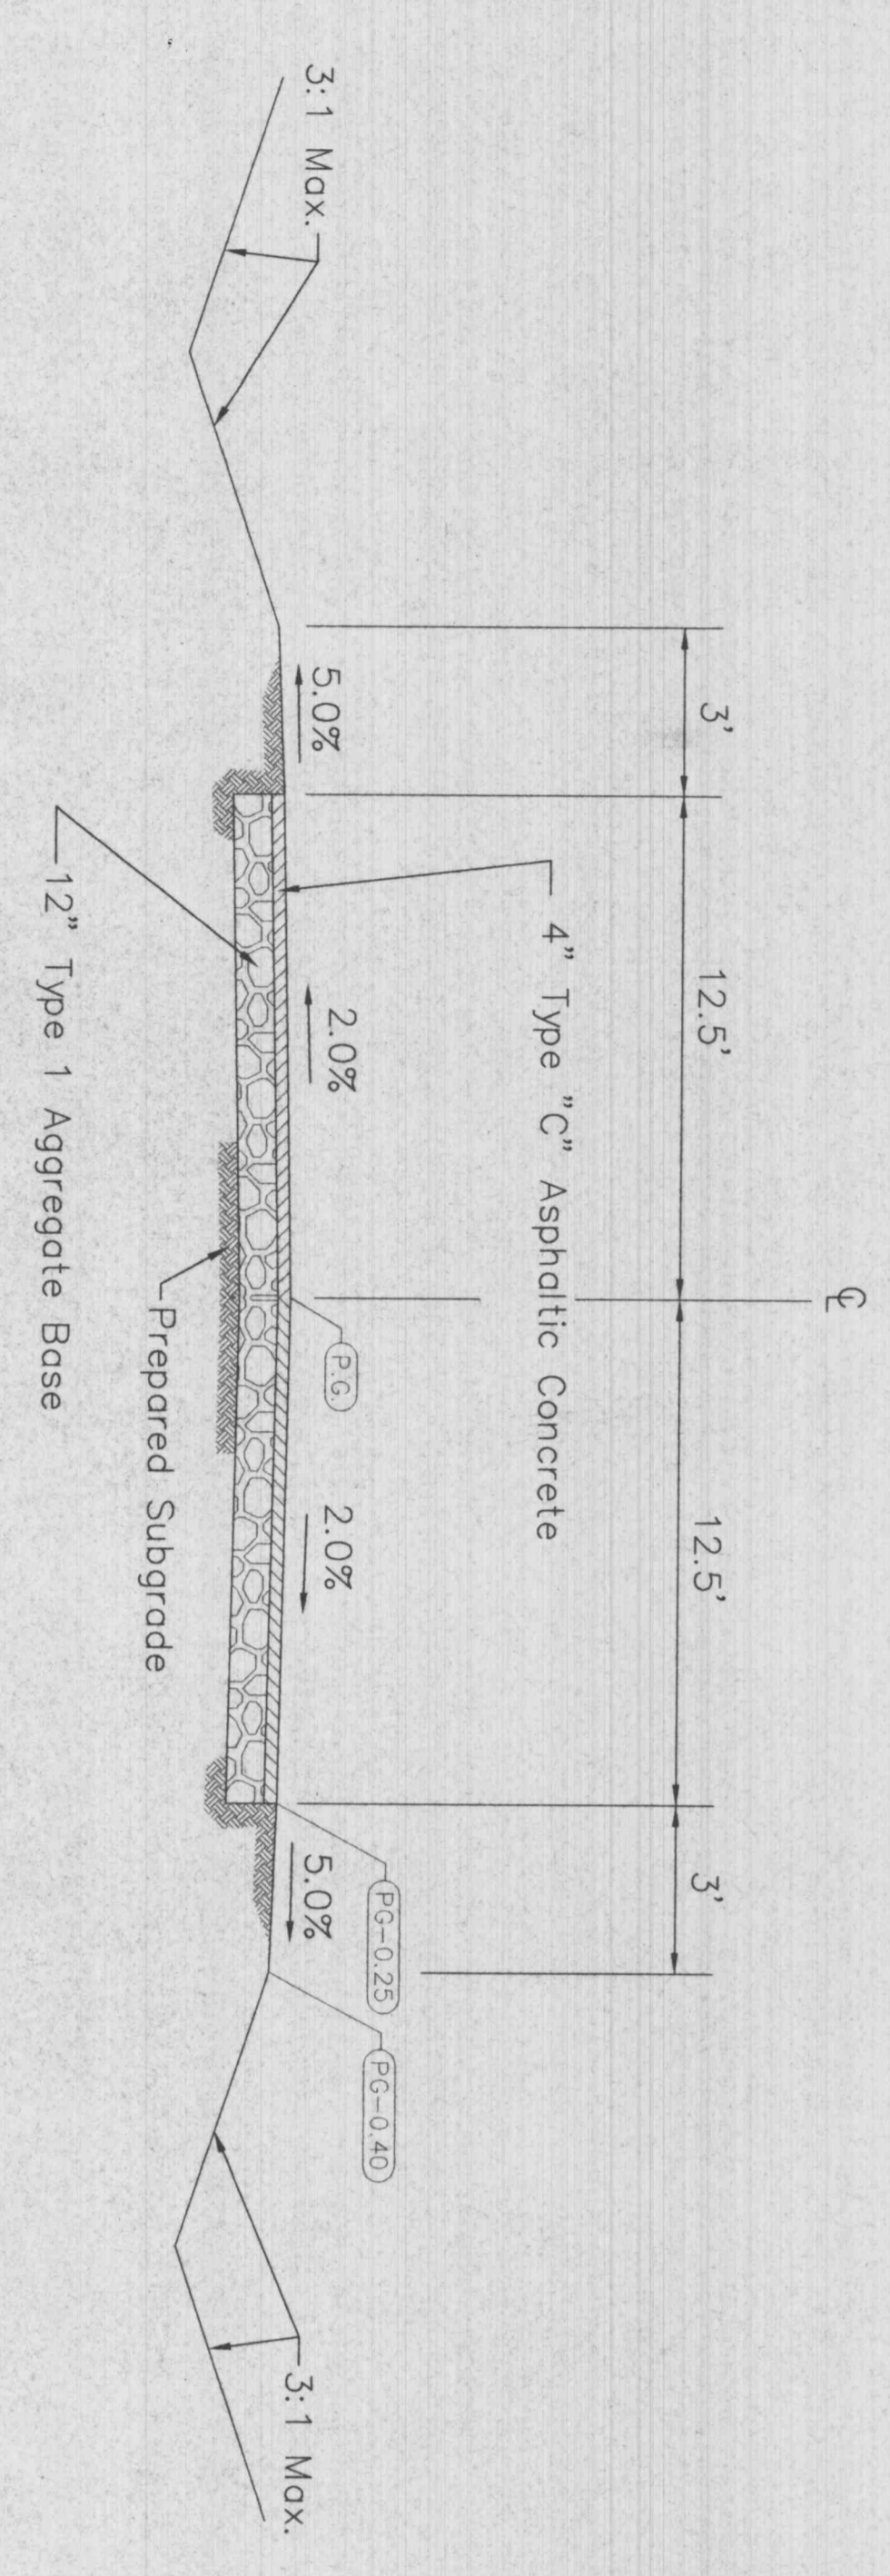 ℄
3'
12.5'
12.5'
3'
4" Type "C" Asphaltic Concrete
3:1 Max.
5.0%
2.0%
P.G.
2.0%
5.0%
PG-0.25
PG-0.40
3:1 Max.
Prepared Subgrade
12" Type 1 Aggregate Base